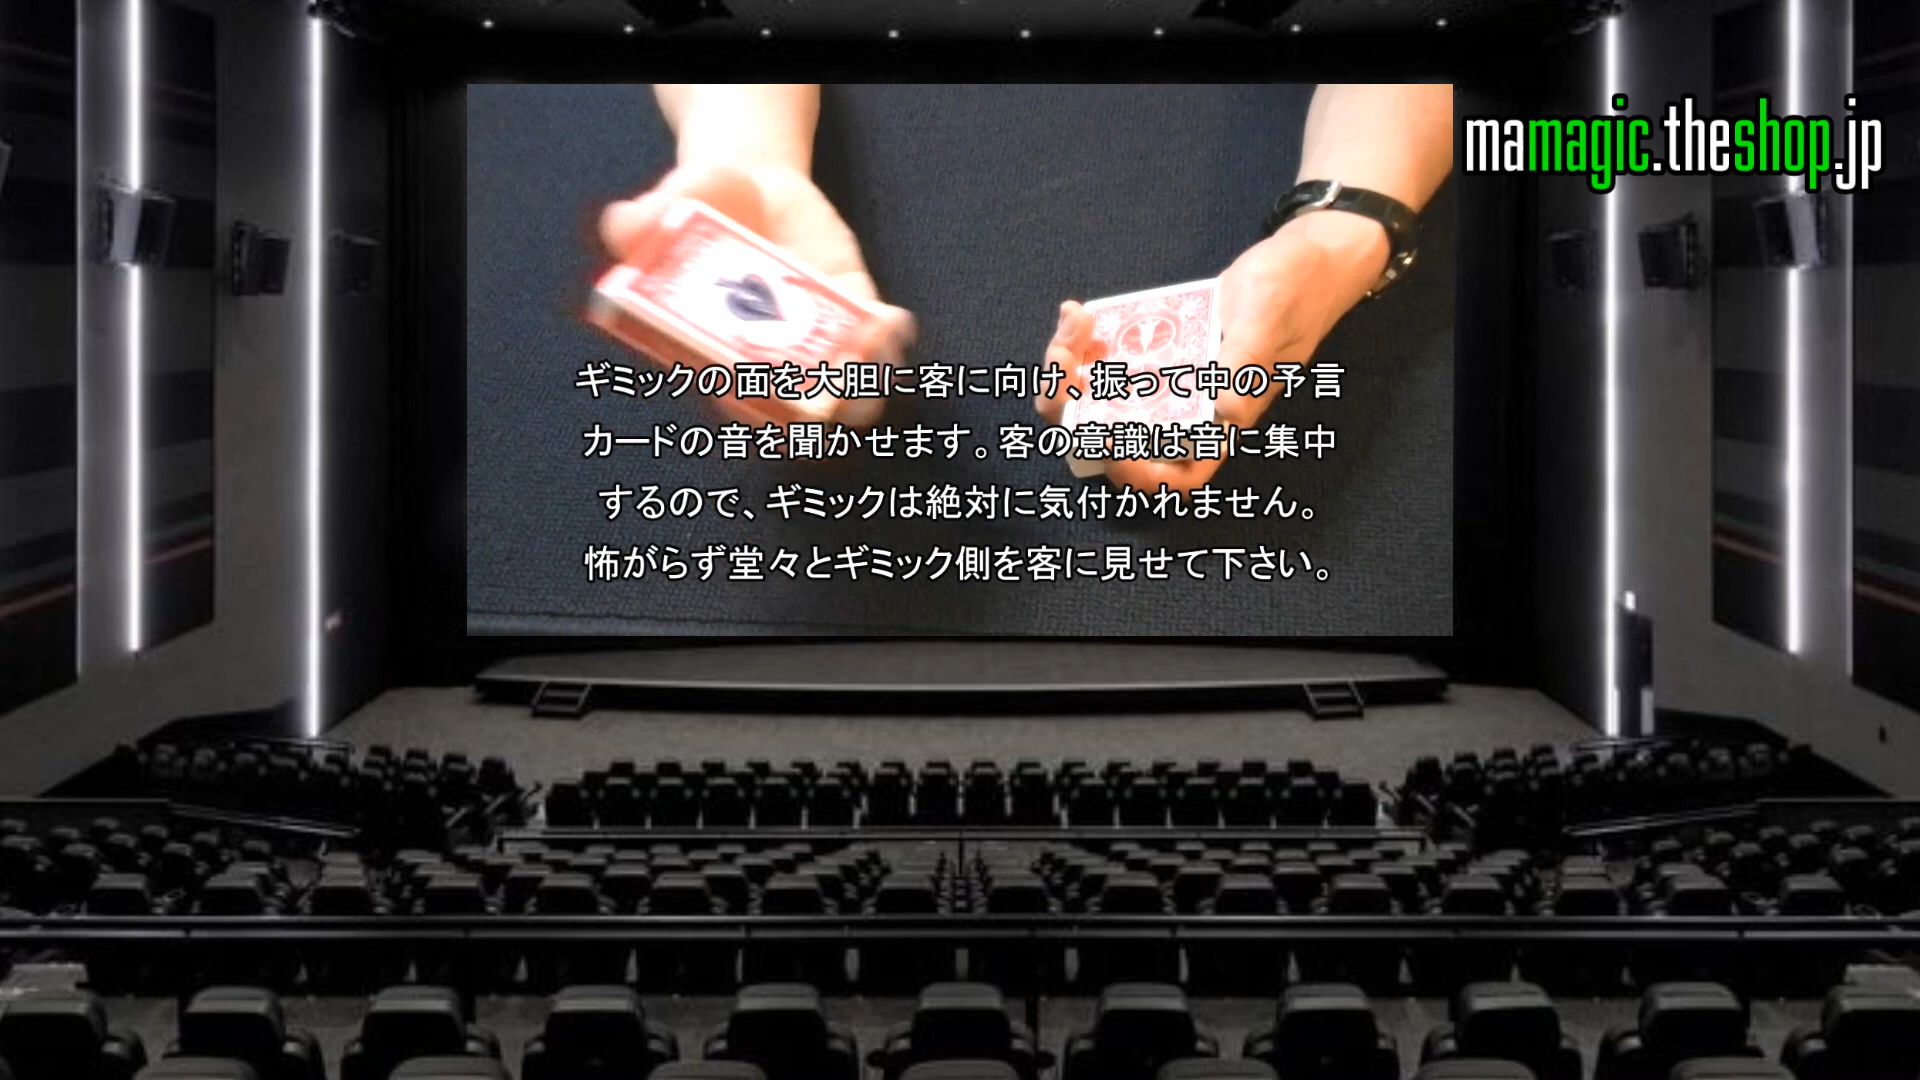 mamagic.theshop.jp
ギミックの面を大胆に客に向け、振って中の予言
カードの音を聞かせます。客の意識は音に集中
するので、ギミックは絶対に気付かれません。
怖がらず堂々とギミック側を客に見せて下さい。